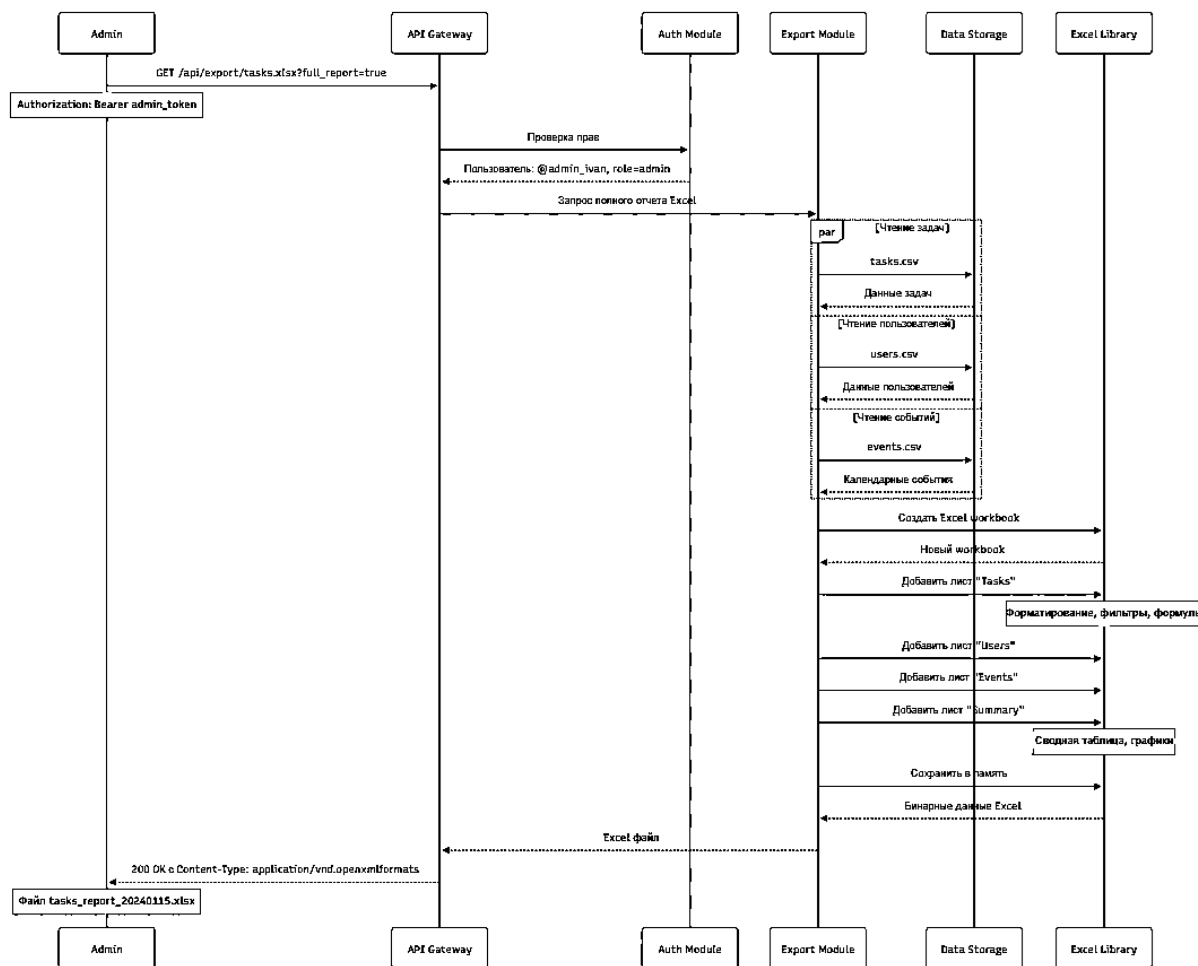 Admin API Gateway Auth Module Export Module Data Storage Excel Library
GET /api/export/tasks.xlsx?full_report=true
Authorization: Bearer admin_token
Проверка прав
Пользователь: @admin_ivan, role=admin
Запрос полного отчета Excel
par [Чтение задач]
tasks.csv
Данные задач
[Чтение пользователей]
users.csv
Данные пользователей
[Чтение событий]
events.csv
Календарные события
Создать Excel workbook
Новый workbook
Добавить лист "Tasks"
Форматирование, фильтры, формулы
Добавить лист "Users"
Добавить лист "Events"
Добавить лист "Summary"
Сводная таблица, графики
Сохранить в память
Бинарные данные Excel
Excel файл
200 OK с Content-Type: application/vnd.openxmlformats
Файл tasks_report_20240115.xlsx
Admin API Gateway Auth Module Export Module Data Storage Excel Library